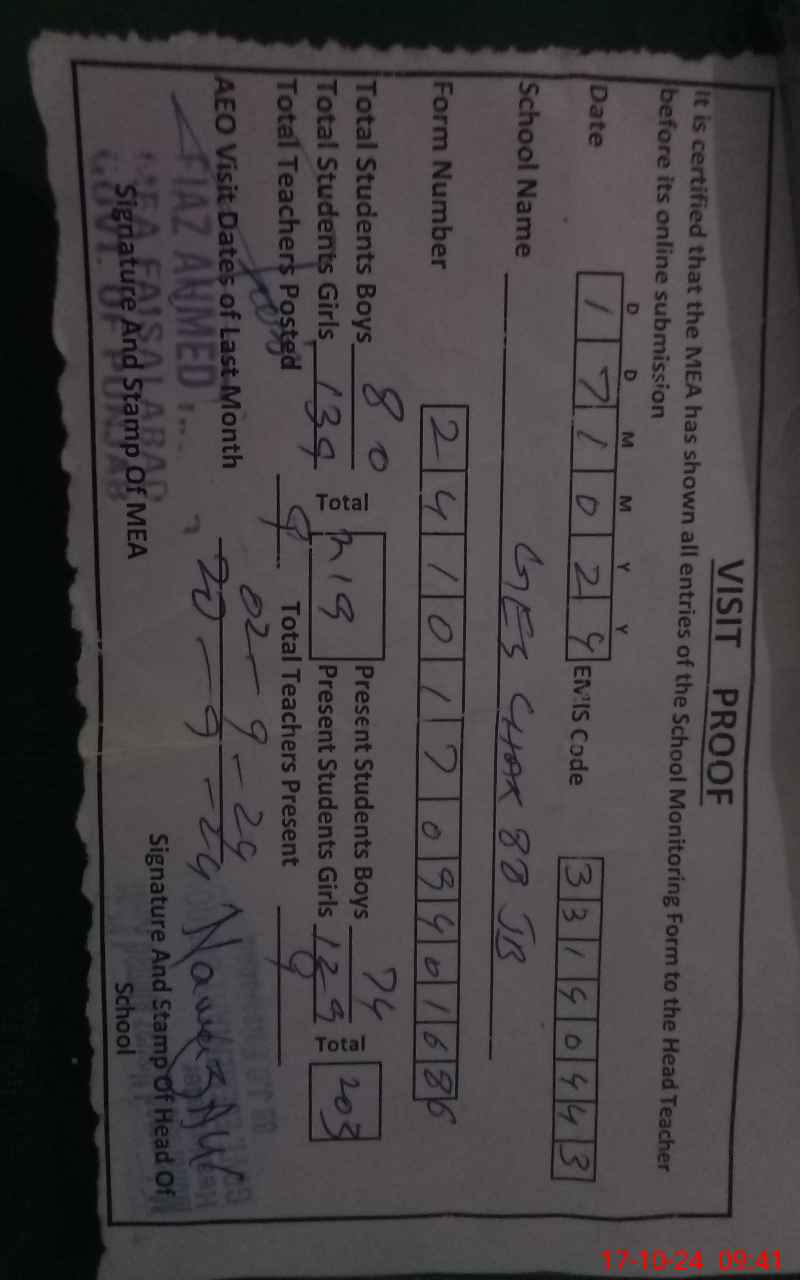 VISIT PROOF
It is certified that the MEA has shown all entries of the School Monitoring Form to the Head Teacher
before its online submission
D D M M Y Y
Date 1 7 1 0 2 4 EMIS Code 3 3 1 4 0 4 4 3
School Name GES CHAK 80 JB
Form Number 2 4 1 0 1 7 0 9 4 0 1 6 8 6
Total Students Boys 80 Present Students Boys 74
Total 219 Total 203
Total Students Girls 139 Present Students Girls 129
Total Teachers Posted 9 Total Teachers Present 9
02-9-24
AEO Visit Dates of Last Month 20-9-24
FIAZ AHMED
MEA FAISALABAD
GOVT. OF PUNJAB
Signature And Stamp Of MEA
Signature And Stamp Of Head Of
School
17-10-24 09:41